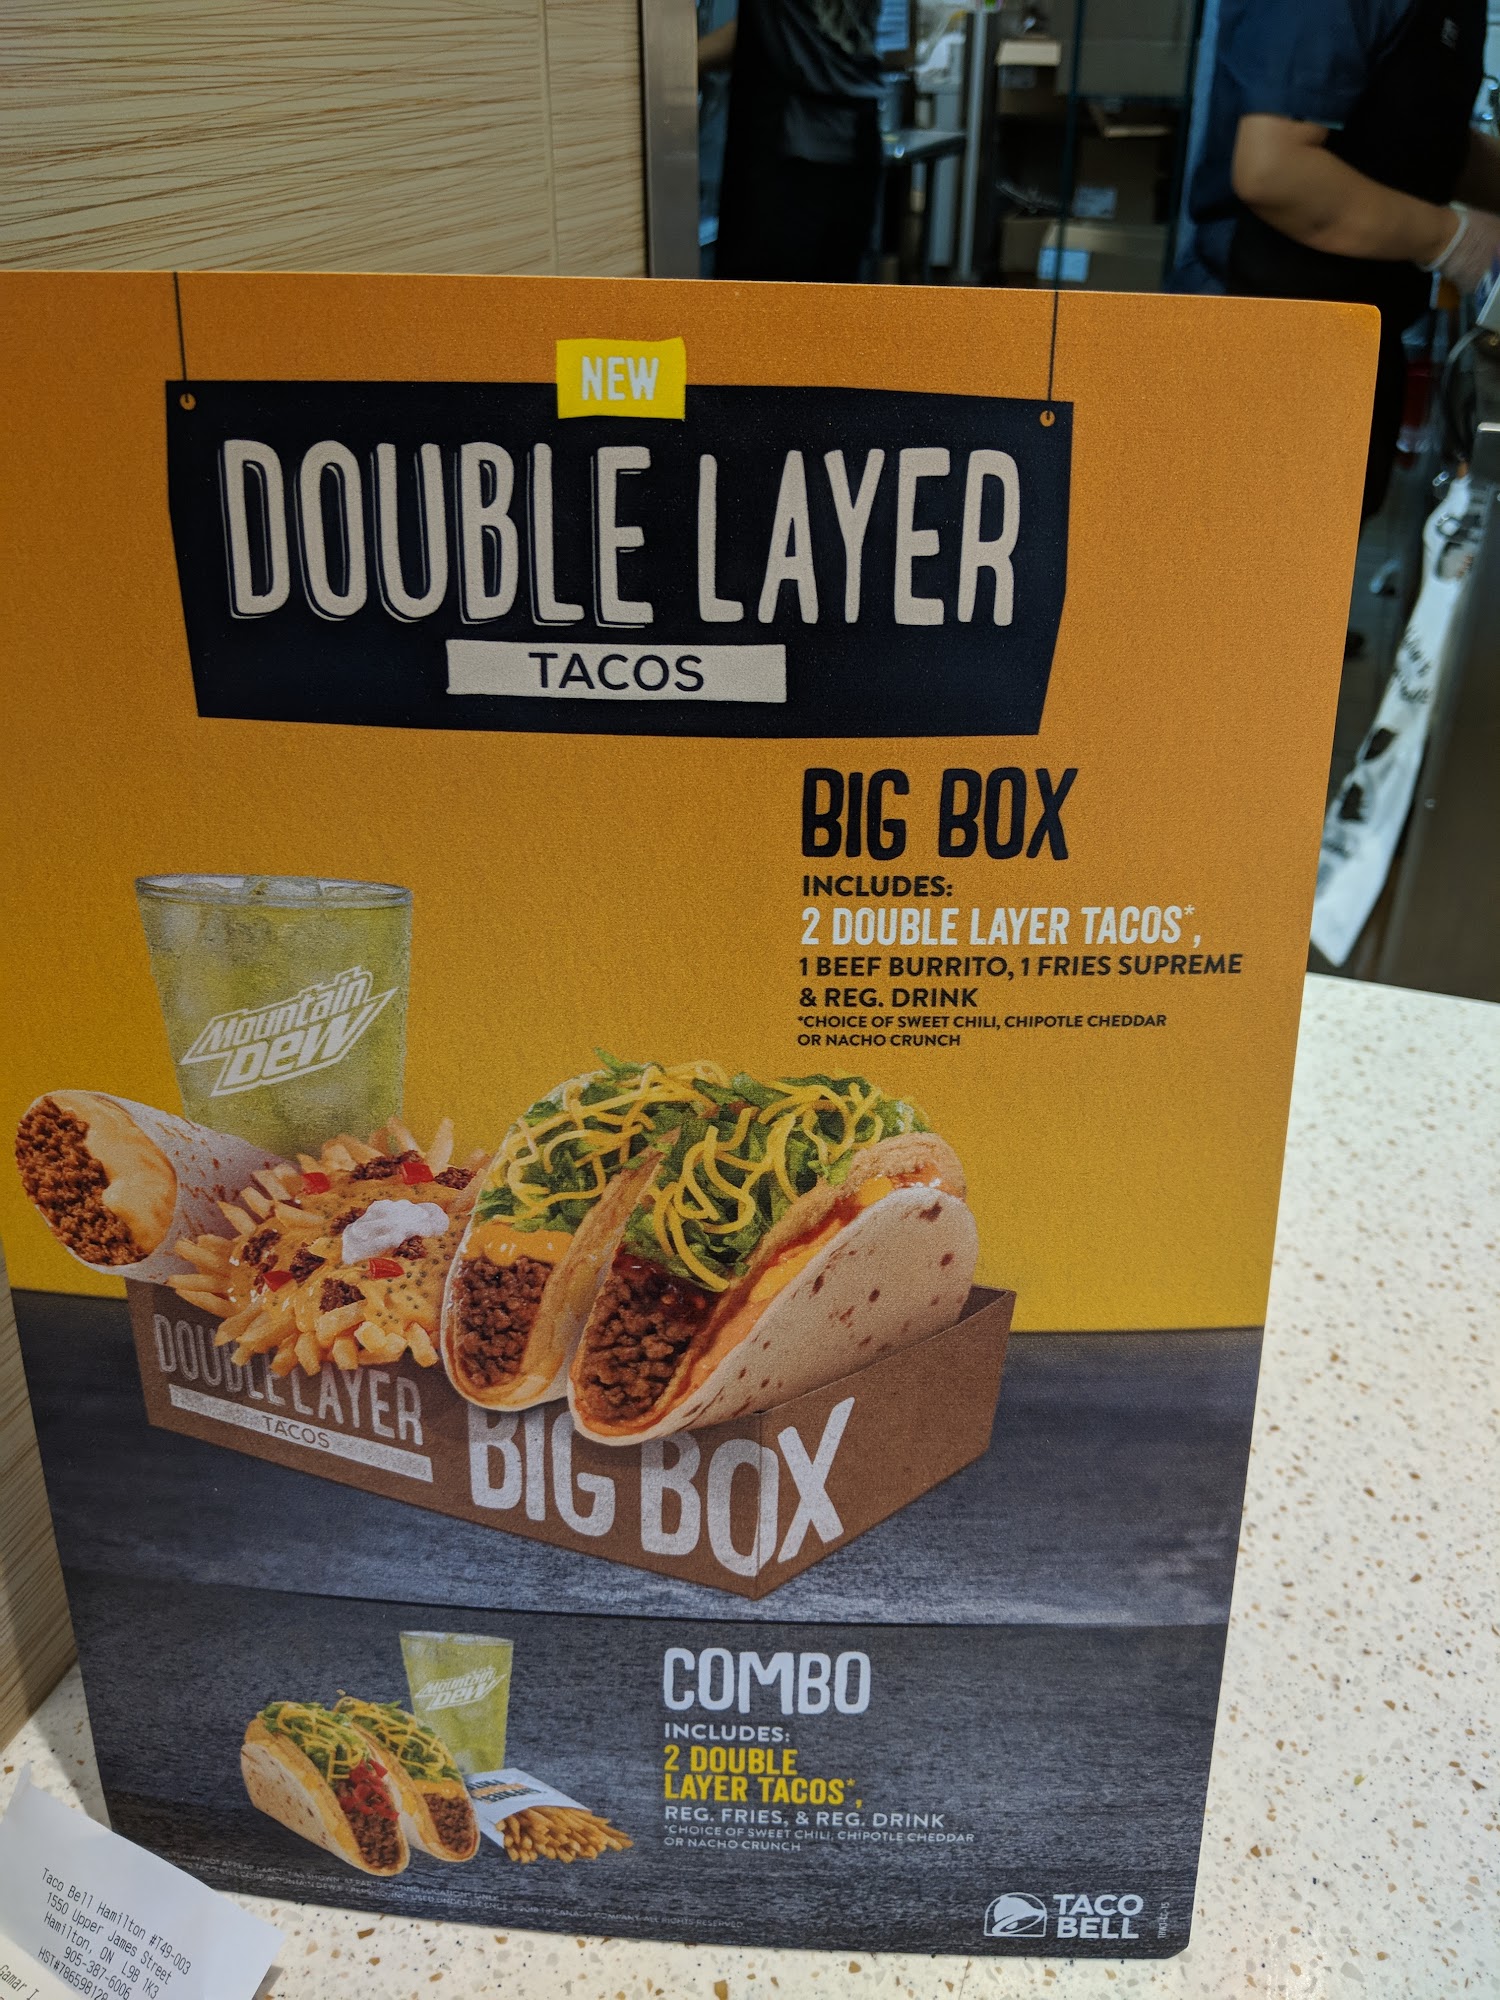 NEW
DOUBLE LAYER
TACOS
BIG BOX
INCLUDES:
2 DOUBLE LAYER TACOS*,
1 BEEF BURRITO, 1 FRIES SUPREME
& REG. DRINK
*CHOICE OF SWEET CHILI, CHIPOTLE CHEDDAR
OR NACHO CRUNCH
Mountain
Dew
DOUBLE LAYER
TACOS
BIG BOX
Mountain
Dew
COMBO
INCLUDES:
2 DOUBLE
LAYER TACOS*,
REG. FRIES, & REG. DRINK
*CHOICE OF SWEET CHILI, CHIPOTLE CHEDDAR
OR NACHO CRUNCH
TACO
BELL
Taco Bell Hamilton #T49-003
1550 Upper James Street
Hamilton, ON L9B 1K3
905-387-6006